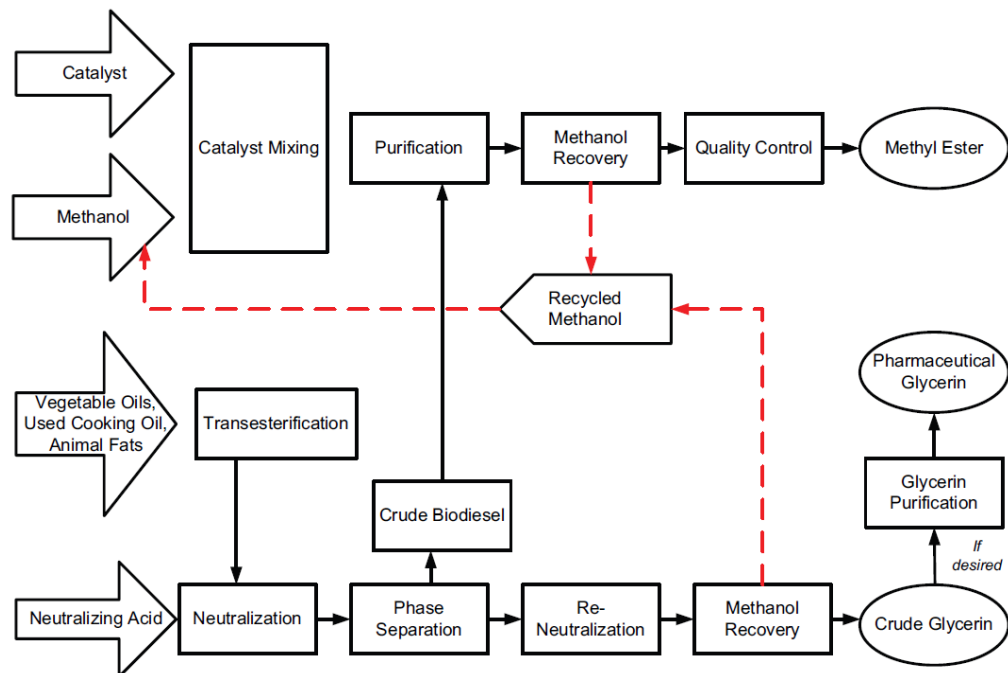 Catalyst
Catalyst Mixing
Methanol
Purification
Methanol
Recovery
Quality Control
Methyl Ester
Recycled
Methanol
Vegetable Oils,
Used Cooking Oil,
Animal Fats
Transesterification
Crude Biodiesel
Pharmaceutical
Glycerin
Glycerin
Purification
If
desired
Neutralizing Acid
Neutralization
Phase
Separation
Re-
Neutralization
Methanol
Recovery
Crude Glycerin